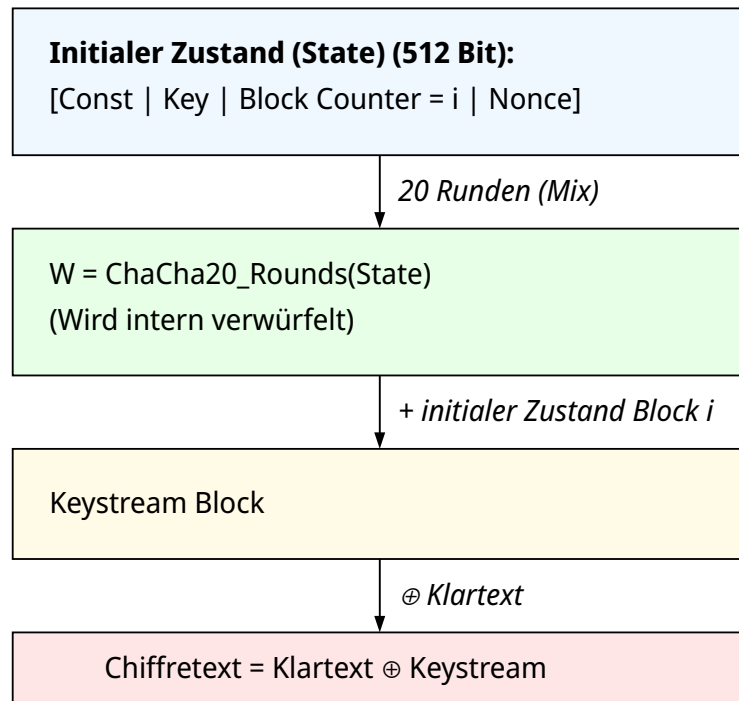 Initialer Zustand (State) (512 Bit):
[Const | Key | Block Counter = i | Nonce]
20 Runden (Mix)
W = ChaCha20_Rounds(State)
(Wird intern verwürfelt)
+ initialer Zustand Block i
Keystream Block
⊕ Klartext
Chiffretext = Klartext ⊕ Keystream